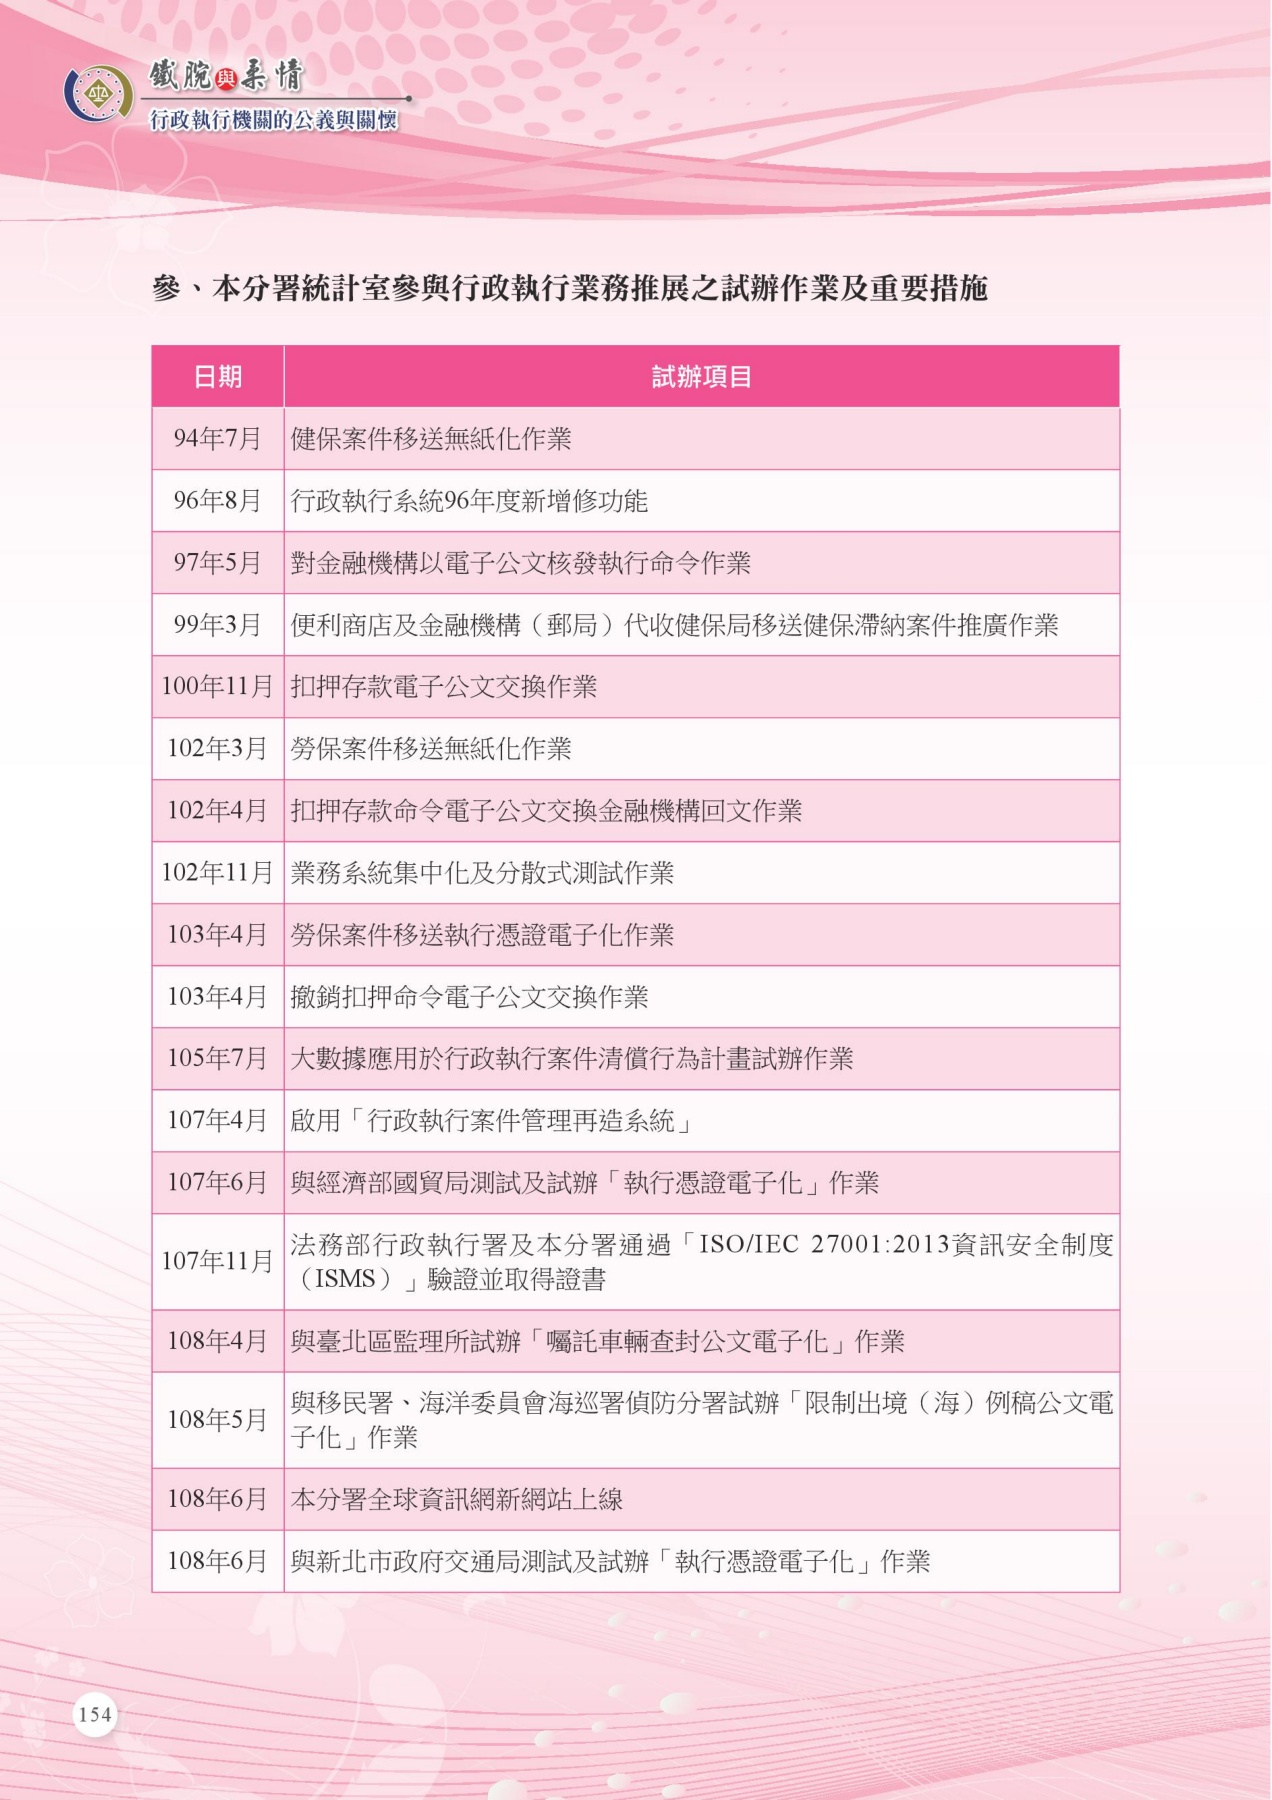 鐵腕與柔情
行政執行機關的公義與關懷
參、本分署統計室參與行政執行業務推展之試辦作業及重要措施
日期 試辦項目
94年7月 健保案件移送無紙化作業
96年8月 行政執行系統96年度新增修功能
97年5月 對金融機構以電子公文核發執行命令作業
99年3月 便利商店及金融機構（郵局）代收健保局移送健保滯納案件推廣作業
100年11月 扣押存款電子公文交換作業
102年3月 勞保案件移送無紙化作業
102年4月 扣押存款命令電子公文交換金融機構回文作業
102年11月 業務系統集中化及分散式測試作業
103年4月 勞保案件移送執行憑證電子化作業
103年4月 撤銷扣押命令電子公文交換作業
105年7月 大數據應用於行政執行案件清償行為計畫試辦作業
107年4月 啟用「行政執行案件管理再造系統」
107年6月 與經濟部國貿局測試及試辦「執行憑證電子化」作業
107年11月 法務部行政執行署及本分署通過「ISO/IEC 27001:2013資訊安全制度
（ISMS）」驗證並取得證書
108年4月 與臺北區監理所試辦「囑託車輛查封公文電子化」作業
108年5月 與移民署、海洋委員會海巡署偵防分署試辦「限制出境（海）例稿公文電
子化」作業
108年6月 本分署全球資訊網新網站上線
108年6月 與新北市政府交通局測試及試辦「執行憑證電子化」作業
154